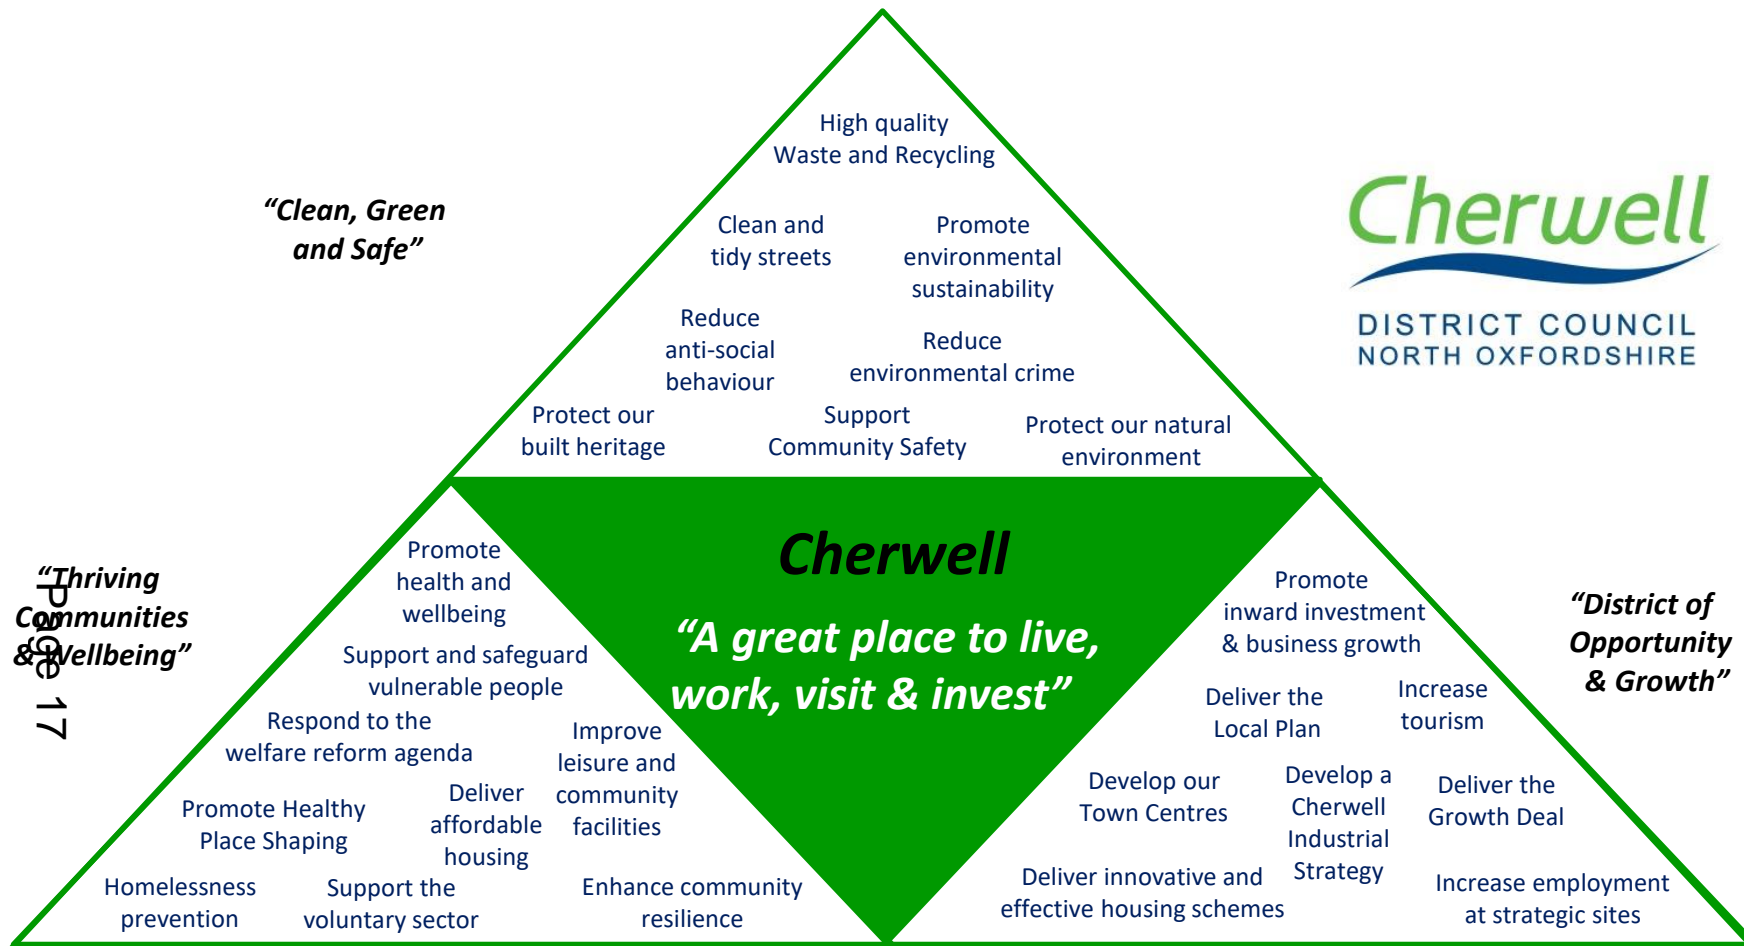 High quality
Waste and Recycling
“Clean, Green
and Safe”
Clean and
tidy streets
Promote
environmental
sustainability
Reduce
anti-social
behaviour
Reduce
environmental crime
Protect our
built heritage
Support
Community Safety
Protect our natural
environment
Cherwell
DISTRICT COUNCIL
NORTH OXFORDSHIRE
Cherwell
“A great place to live,
work, visit & invest”
“Thriving
Communities
& Wellbeing”
Page 17
Promote
health and
wellbeing
Support and safeguard
vulnerable people
Respond to the
welfare reform agenda
Improve
leisure and
community
facilities
Promote Healthy
Place Shaping
Deliver
affordable
housing
Homelessness
prevention
Support the
voluntary sector
Enhance community
resilience
“District of
Opportunity
& Growth”
Promote
inward investment
& business growth
Deliver the
Local Plan
Increase
tourism
Develop our
Town Centres
Develop a
Cherwell
Industrial
Strategy
Deliver the
Growth Deal
Deliver innovative and
effective housing schemes
Increase employment
at strategic sites